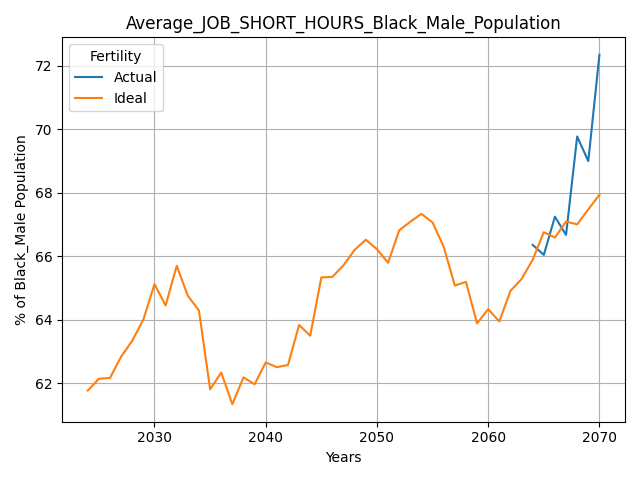 Average_JOB_SHORT_HOURS_Black_Male_Population
Fertility
Actual
Ideal
% of Black_Male Population
72
70
68
66
64
62
2030
2040
2050
2060
2070
Years